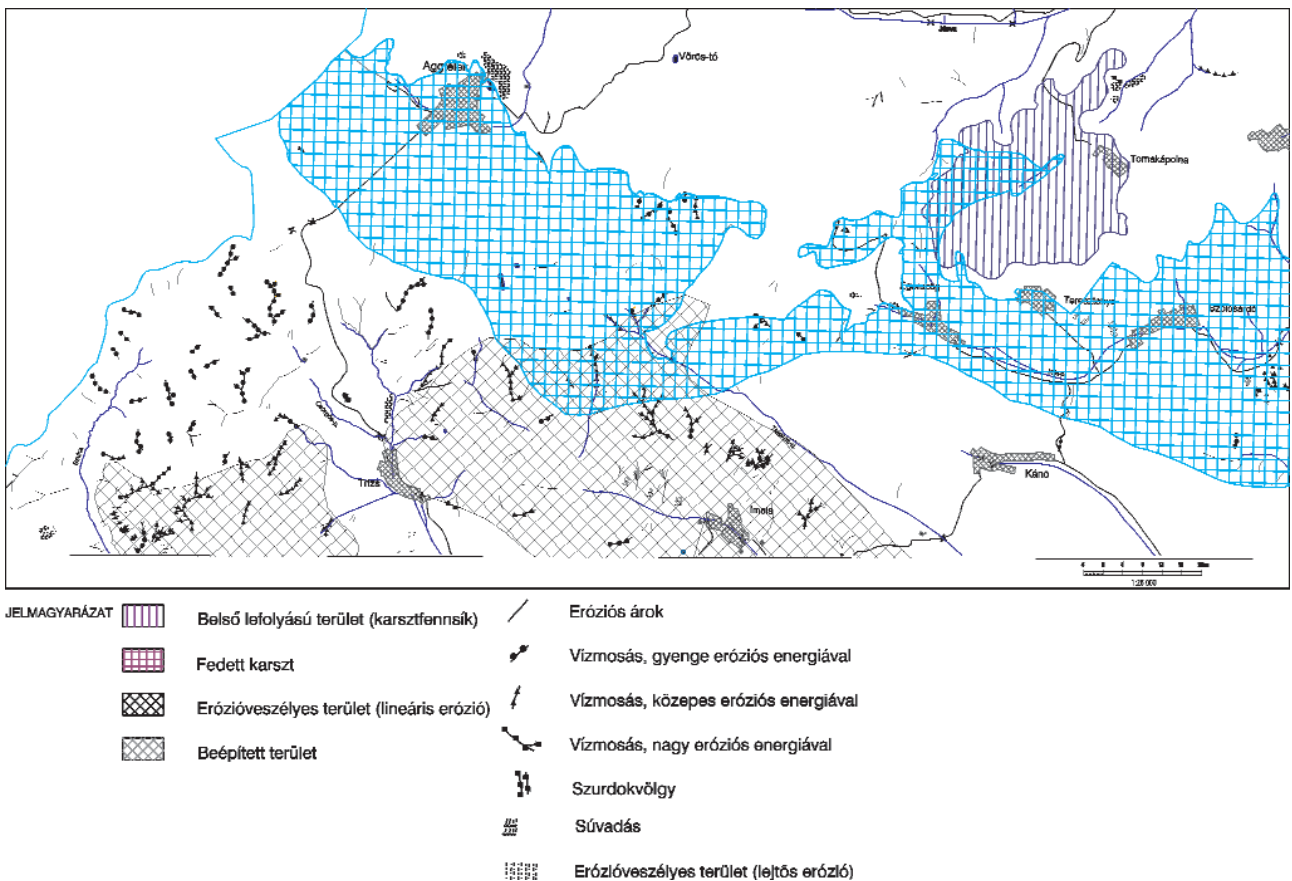 Jósva
Vörös-tó
Aggtelek
Tornakápolna
Égerszög
Teresztenye
Szőlősardó
Trizs
Imola
Kánó
1:25 000
JELMAGYARÁZAT
Belső lefolyású terület (karsztfennsík)
Fedett karszt
Erózióveszélyes terület (lineáris erózió)
Beépített terület
Eróziós árok
Vízmosás, gyenge eróziós energiával
Vízmosás, közepes eróziós energiával
Vízmosás, nagy eróziós energiával
Szurdokvölgy
Súvadás
Erózióveszélyes terület (lejtős erózió)